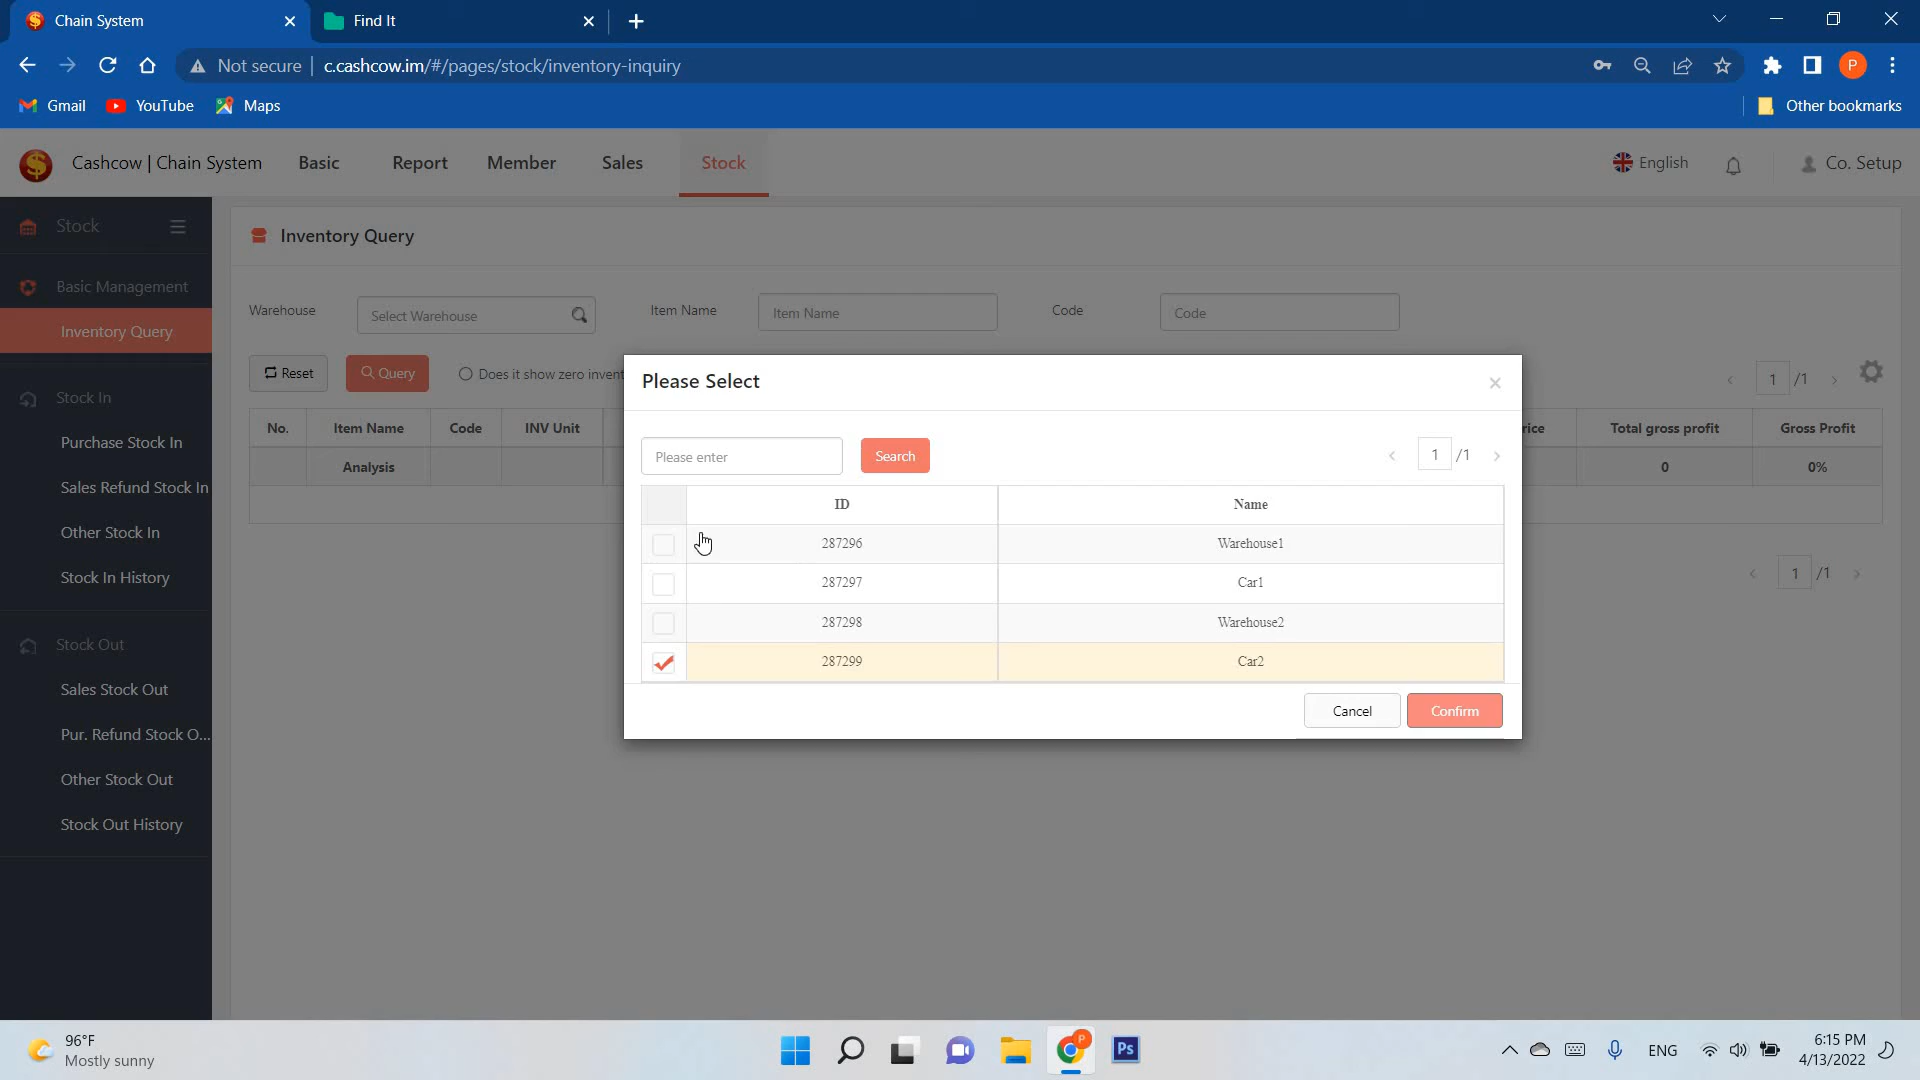 Chain System
Find It
Not secure
c.cashcow.im/#/pages/stock/inventory-inquiry
P
Gmail
YouTube
Maps
Other bookmarks
Cashcow | Chain System
Basic
Report
Member
Sales
Stock
English
Co. Setup
Stock
Inventory Query
Basic Management
Inventory Query
Warehouse
Select Warehouse
Item Name
Item Name
Code
Code
Reset
Query
Does it show zero invent
1 /1
No.
Item Name
Code
INV Unit
rice
Total gross profit
Gross Profit
Analysis
0
0%
1 /1
Please Select
Please enter
Search
1 /1
ID
Name
287296
Warehouse1
287297
Car1
287298
Warehouse2
287299
Car2
Cancel
Confirm
Stock In
Purchase Stock In
Sales Refund Stock In
Other Stock In
Stock In History
Stock Out
Sales Stock Out
Pur. Refund Stock O...
Other Stock Out
Stock Out History
96°F
Mostly sunny
P
Ps
ENG
6:15 PM
4/13/2022